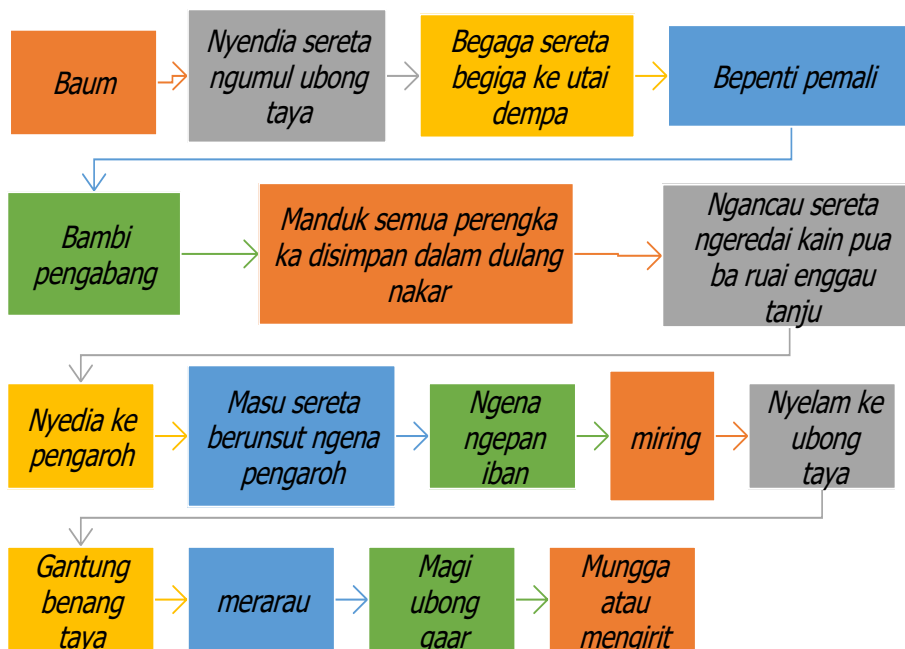 Baum
Nyendia sereta
ngumul ubong
taya
Begaga sereta
begiga ke utai
dempa
Bepenti pemali
Bambi
pengabang
Manduk semua perengka
ka disimpan dalam dulang
nakar
Ngancau sereta
ngeredai kain pua
ba ruai enggau
tanju
Nyedia ke
pengaroh
Masu sereta
berunsut ngena
pengaroh
Ngena
ngepan
iban
miring
Nyelam ke
ubong
taya
Gantung
benang
taya
merarau
Magi
ubong
gaar
Mungga
atau
mengirit